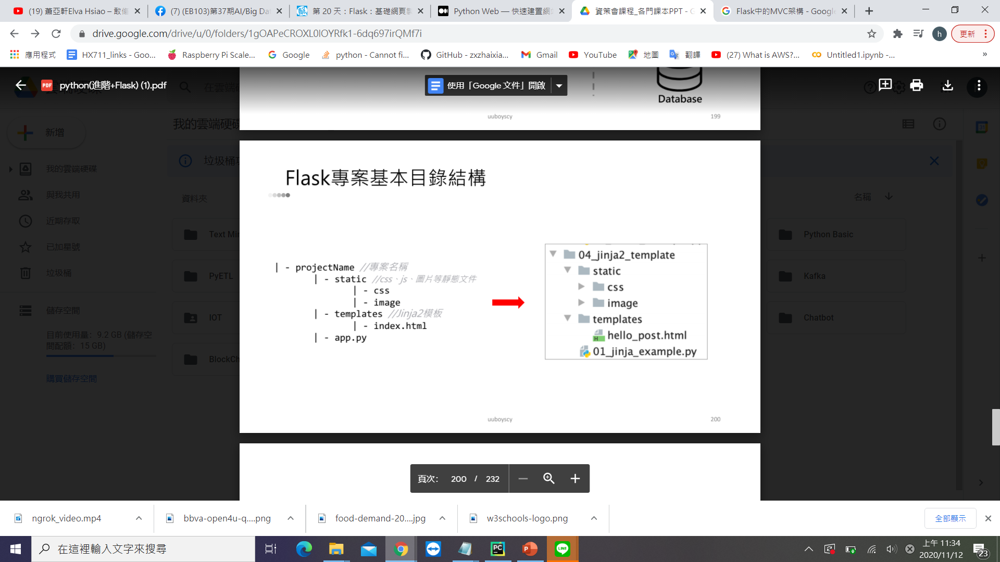 (19) 蕭亞軒Elva Hsiao – 敢傷
(7) (EB103)第37期AI/Big Da
第 20 天 : Flask : 基礎網頁
Python Web — 快速建置網
資策會課程_各門課本PPT - G
Flask中的MVC架構 - Google
drive.google.com/drive/u/0/folders/1gOAPeCROXL0lOYRfk1-6dq697irQMf7i
h
更新
應用程式
HX711_links - Goo...
Raspberry Pi Scale...
Google
python - Cannot fi...
GitHub - zxzhaixia...
Gmail
YouTube
地圖
翻譯
(27) What is AWS?...
Untitled1.ipynb -...
»
PDF
python(進階+Flask) (1).pdf
使用「Google 文件」開啟
Database
uuboyscy
199
新增
我的雲端硬碟
我的雲端硬碟
與我共用
近期存取
已加星號
垃圾桶
儲存空間
目前使用量：9.2 GB (儲存空
間配額：15 GB)
購買儲存空間
資料夾
名稱
Text Min
PyETL
IOT
BlockCh
Python Basic
Kafka
Chatbot
Flask專案基本目錄結構
| - projectName //專案名稱
| - static //css、js、圖片等靜態文件
| - css
| - image
| - templates //Jinja2模板
| - index.html
| - app.py
04_jinja2_template
static
css
image
templates
hello_post.html
01_jinja_example.py
uuboyscy
200
頁次： 200 / 232
ngrok_video.mp4
bbva-open4u-q....png
food-demand-20....jpg
w3schools-logo.png
全部顯示
在這裡輸入文字來搜尋
PC
P
LINE
上午 11:34
2020/11/12
23